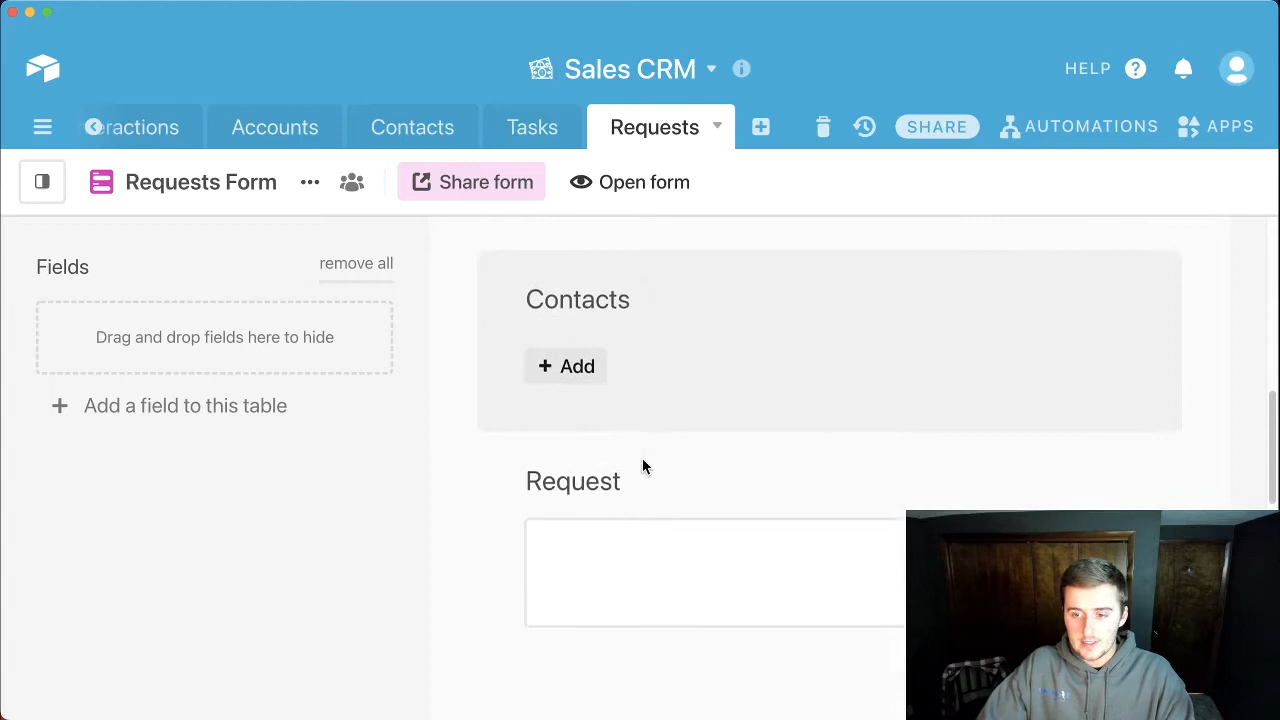 Sales CRM
HELP
eractions
Accounts
Contacts
Tasks
Requests
SHARE
AUTOMATIONS
APPS
Requests Form
Share form
Open form
Fields
remove all
Drag and drop fields here to hide
Add a field to this table
Contacts
+ Add
Request